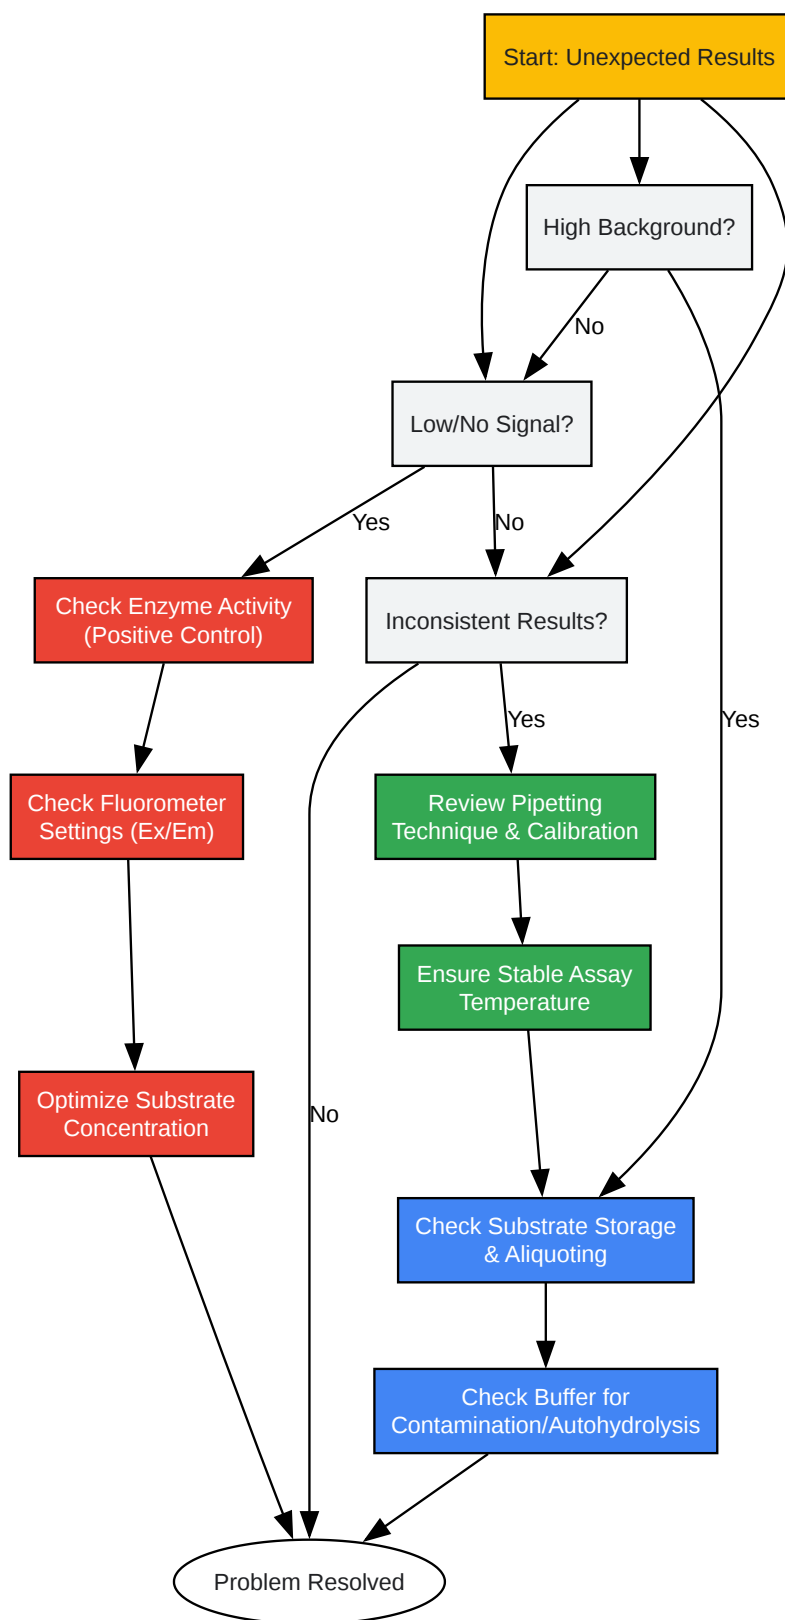 Start: Unexpected Results
High Background?
No
Low/No Signal?
Yes
No
Check Enzyme Activity
(Positive Control)
Inconsistent Results?
Yes
Yes
Check Fluorometer
Settings (Ex/Em)
Review Pipetting
Technique & Calibration
Ensure Stable Assay
Temperature
Optimize Substrate
Concentration
No
Check Substrate Storage
& Aliquoting
Check Buffer for
Contamination/Autohydrolysis
Problem Resolved